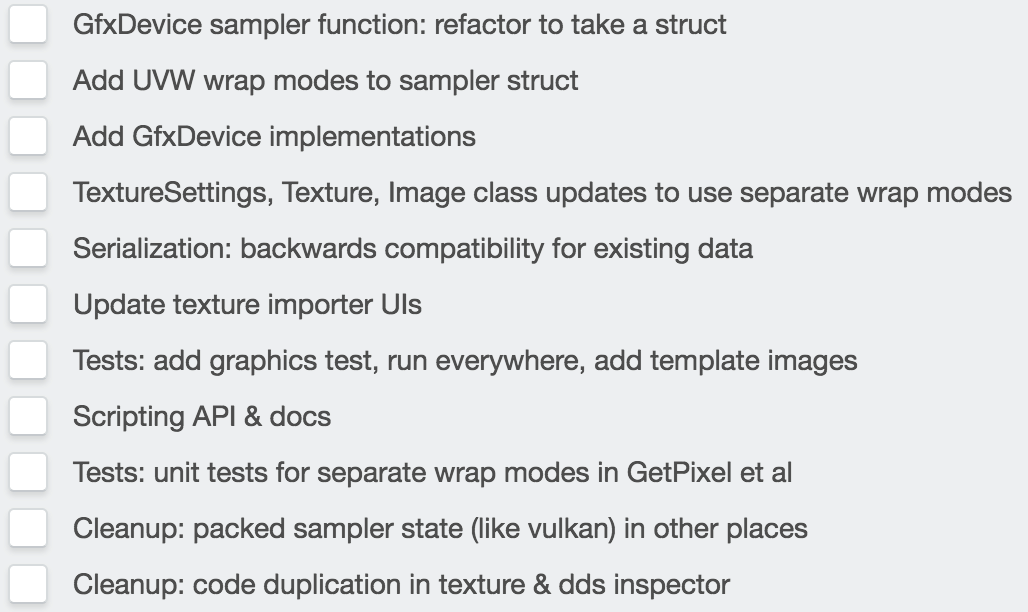 GfxDevice sampler function: refactor to take a struct
Add UVW wrap modes to sampler struct
Add GfxDevice implementations
TextureSettings, Texture, Image class updates to use separate wrap modes
Serialization: backwards compatibility for existing data
Update texture importer UIs
Tests: add graphics test, run everywhere, add template images
Scripting API & docs
Tests: unit tests for separate wrap modes in GetPixel et al
Cleanup: packed sampler state (like vulkan) in other places
Cleanup: code duplication in texture & dds inspector